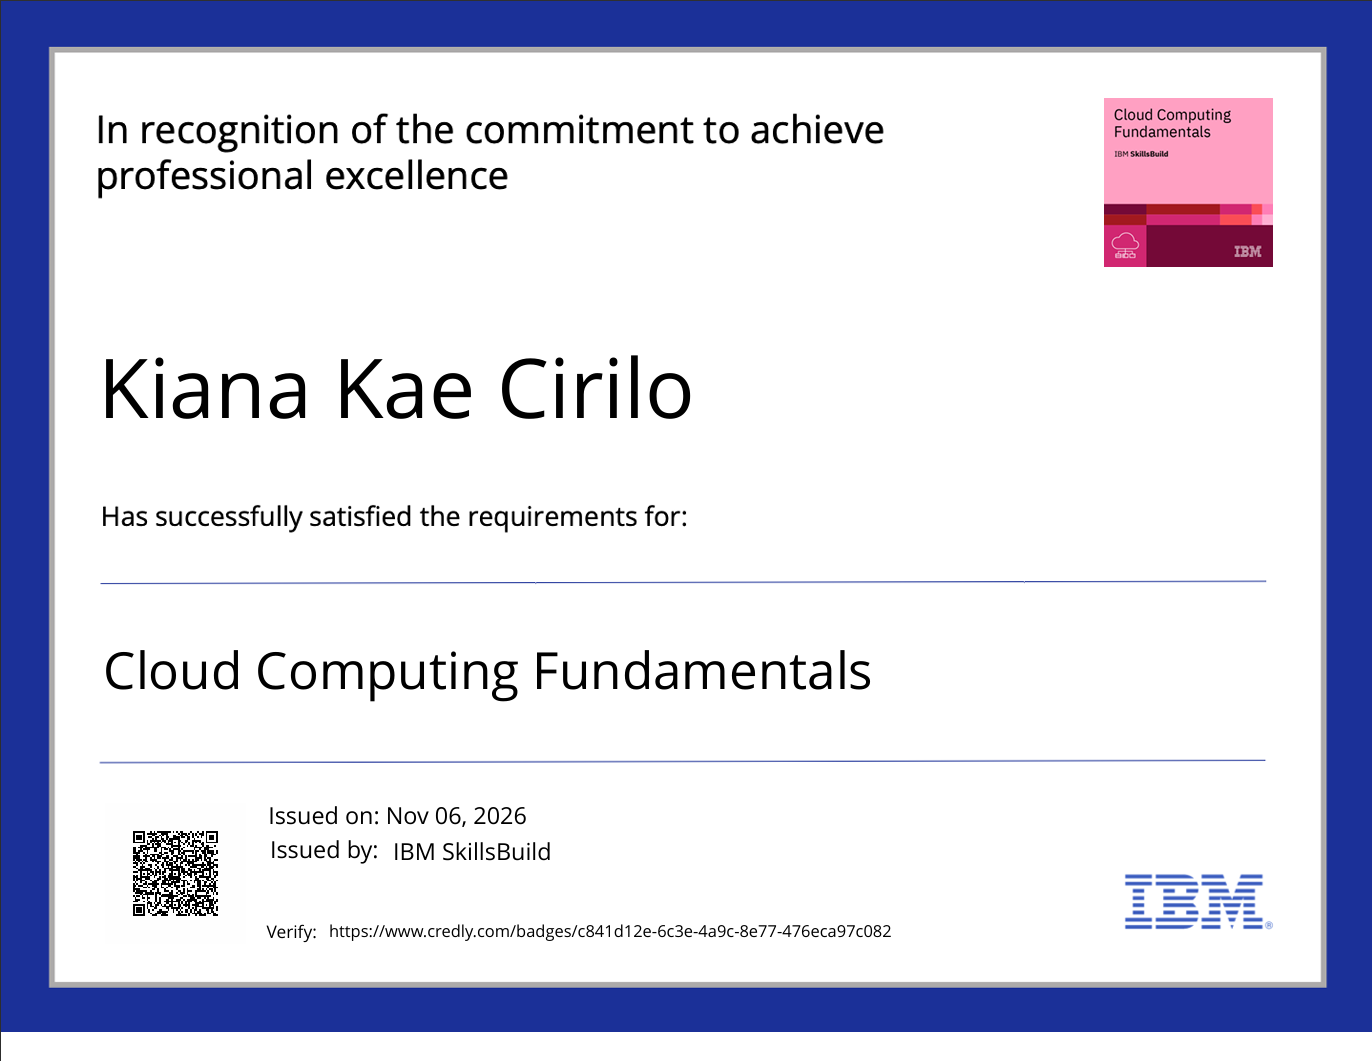 In recognition of the commitment to achieve
professional excellence
Cloud Computing
Fundamentals
IBM SkillsBuild
IBM
Kiana Kae Cirilo
Has successfully satisfied the requirements for:
Cloud Computing Fundamentals
Issued on: Nov 06, 2026
Issued by: IBM SkillsBuild
Verify: https://www.credly.com/badges/c841d12e-6c3e-4a9c-8e77-476eca97c082
IBM®